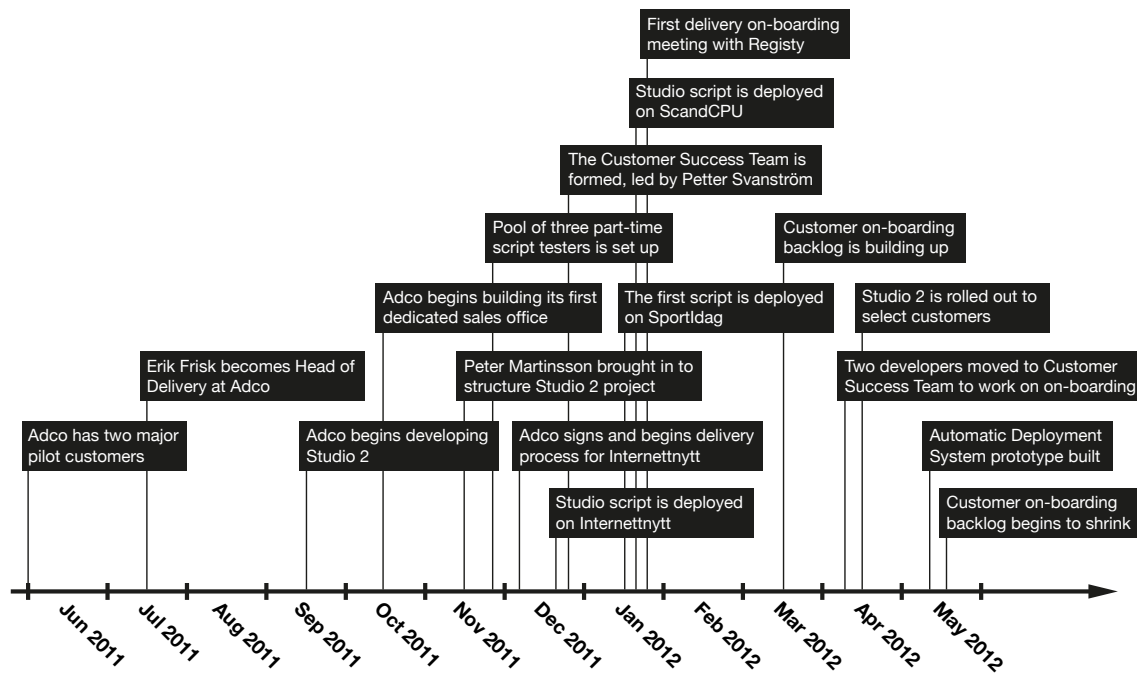 First delivery on-boarding
meeting with Registy
Studio script is deployed
on ScandCPU
The Customer Success Team is
formed, led by Petter Svanström
Pool of three part-time
script testers is set up
Customer on-boarding
backlog is building up
Adco begins building its first
dedicated sales office
The first script is deployed
on SportIdag
Studio 2 is rolled out to
select customers
Erik Frisk becomes Head of
Delivery at Adco
Peter Martinsson brought in to
structure Studio 2 project
Two developers moved to Customer
Success Team to work on on-boarding
Adco has two major
pilot customers
Adco begins developing
Studio 2
Adco signs and begins delivery
process for Internettnytt
Automatic Deployment
System prototype built
Studio script is deployed
on Internettnytt
Customer on-boarding
backlog begins to shrink
Jun 2011
Jul 2011
Aug 2011
Sep 2011
Oct 2011
Nov 2011
Dec 2011
Jan 2012
Feb 2012
Mar 2012
Apr 2012
May 2012